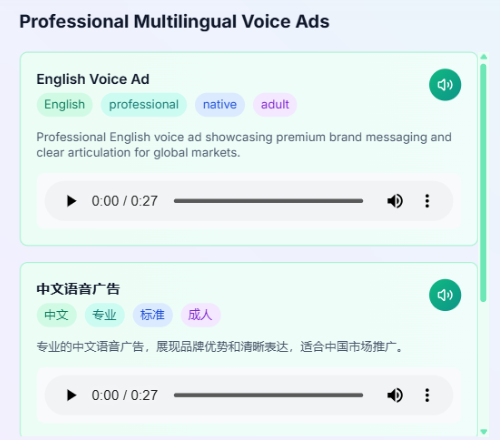 Professional Multilingual Voice Ads
English Voice Ad
English professional native adult
Professional English voice ad showcasing premium brand messaging and
clear articulation for global markets.
0:00 / 0:27
中文语音广告
中文 专业 标准 成人
专业的中文语音广告，展现品牌优势和清晰表达，适合中国市场推广。
0:00 / 0:27